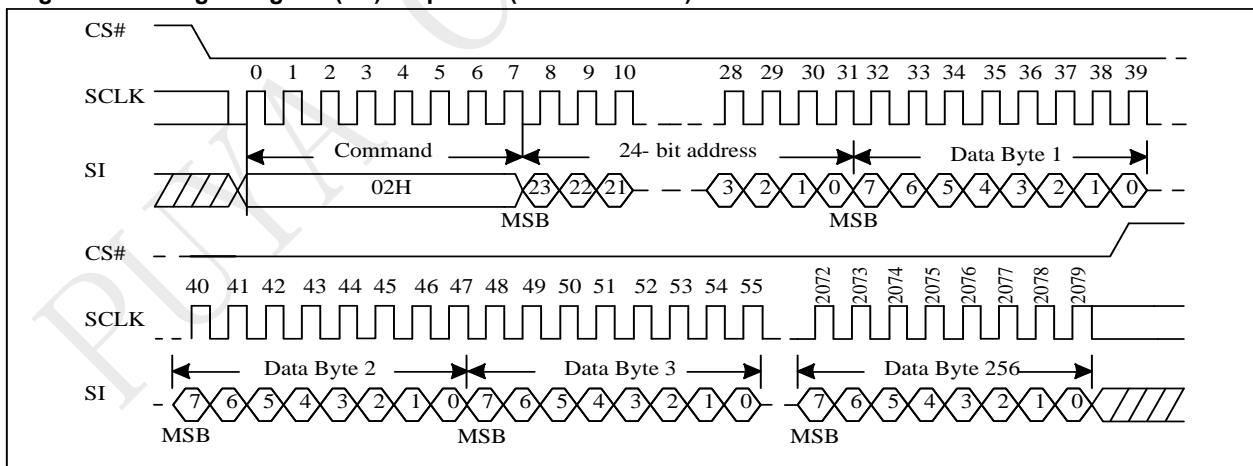 CS#
0 1 2 3 4 5 6 7 8 9 10 28 29 30 31 32 33 34 35 36 37 38 39
SCLK
Command 24- bit address Data Byte 1
SI
02H 23 22 21 3 2 1 0 7 6 5 4 3 2 1 0
MSB MSB
CS#
40 41 42 43 44 45 46 47 48 49 50 51 52 53 54 55 2072 2073 2074 2075 2076 2077 2078 2079
SCLK
Data Byte 2 Data Byte 3 Data Byte 256
SI
7 6 5 4 3 2 1 0 7 6 5 4 3 2 1 0 7 6 5 4 3 2 1 0
MSB MSB MSB
PUYA